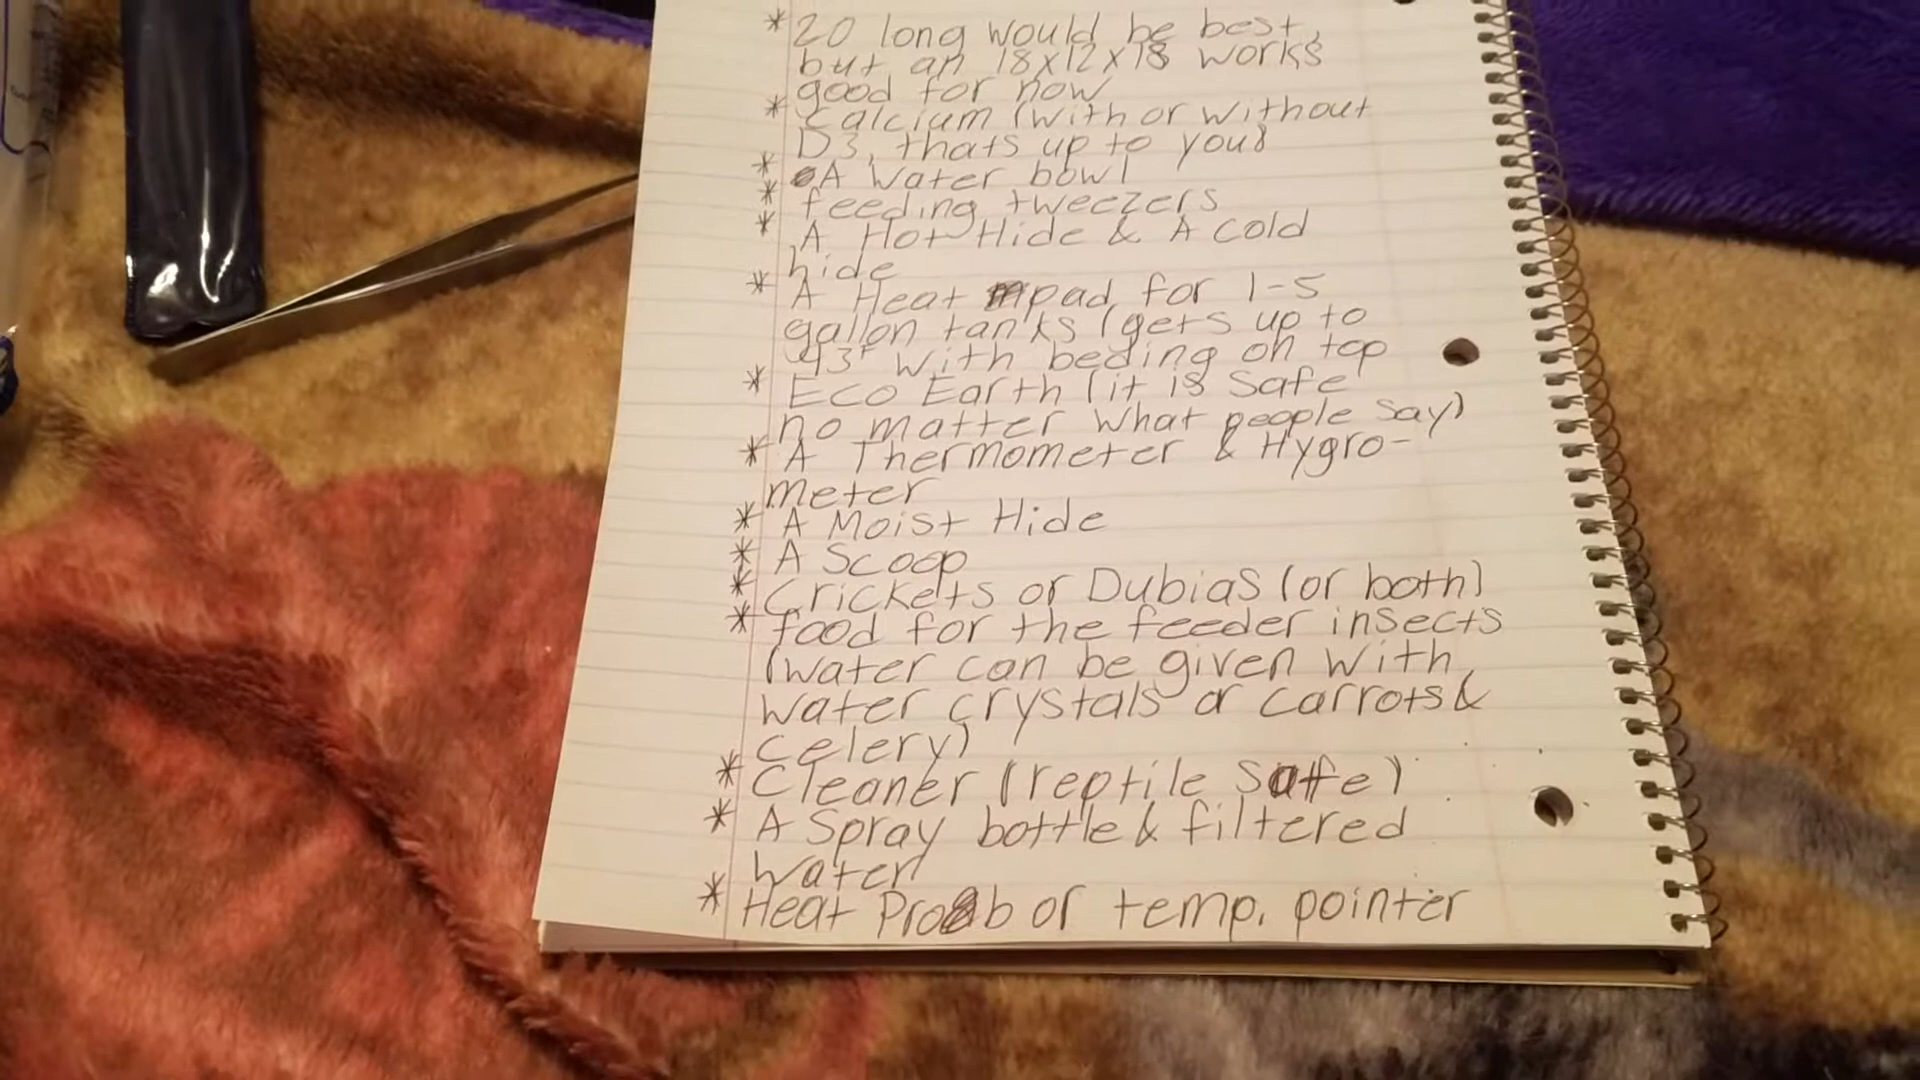 * 20 long would be best,
but an 18x12x18 works
good for now
* Calcium (with or without
D3, thats up to you)
* A Water bowl
* feeding tweezers
* A Hot Hide & A cold
hide
* A Heat pad for 1-5
gallon tanks (gets up to
93° with beding on top
* Eco Earth (it is safe
no matter what people say)
* A Thermometer & Hygro-
meter
* A Moist Hide
* A Scoop
* Crickets or Dubias (or both)
* food for the feeder insects
(water can be given with
water crystals or carrots &
celery)
* Cleaner (reptile Safe)
* A Spray bottle & filtered
water
* Heat Prob or temp. pointer